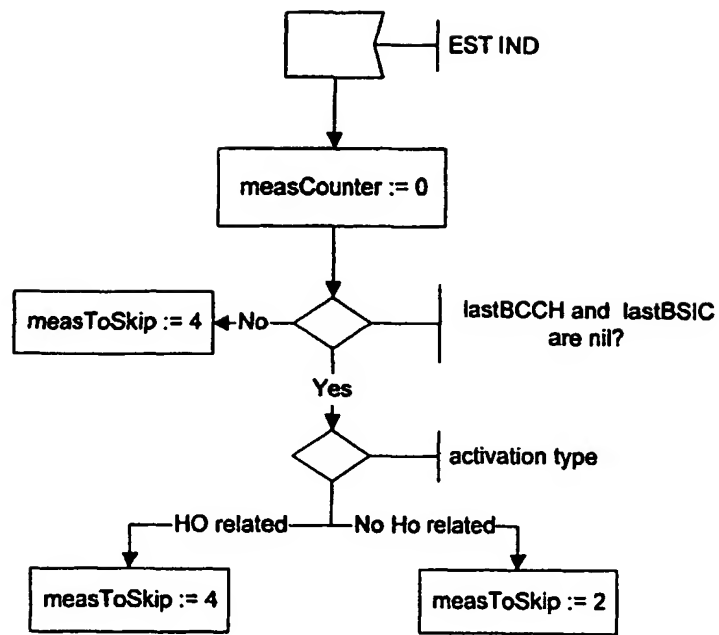 EST IND
measCounter := 0
measToSkip := 4
No
lastBCCH and lastBSIC
are nil?
Yes
activation type
HO related
No Ho related
measToSkip := 4
measToSkip := 2